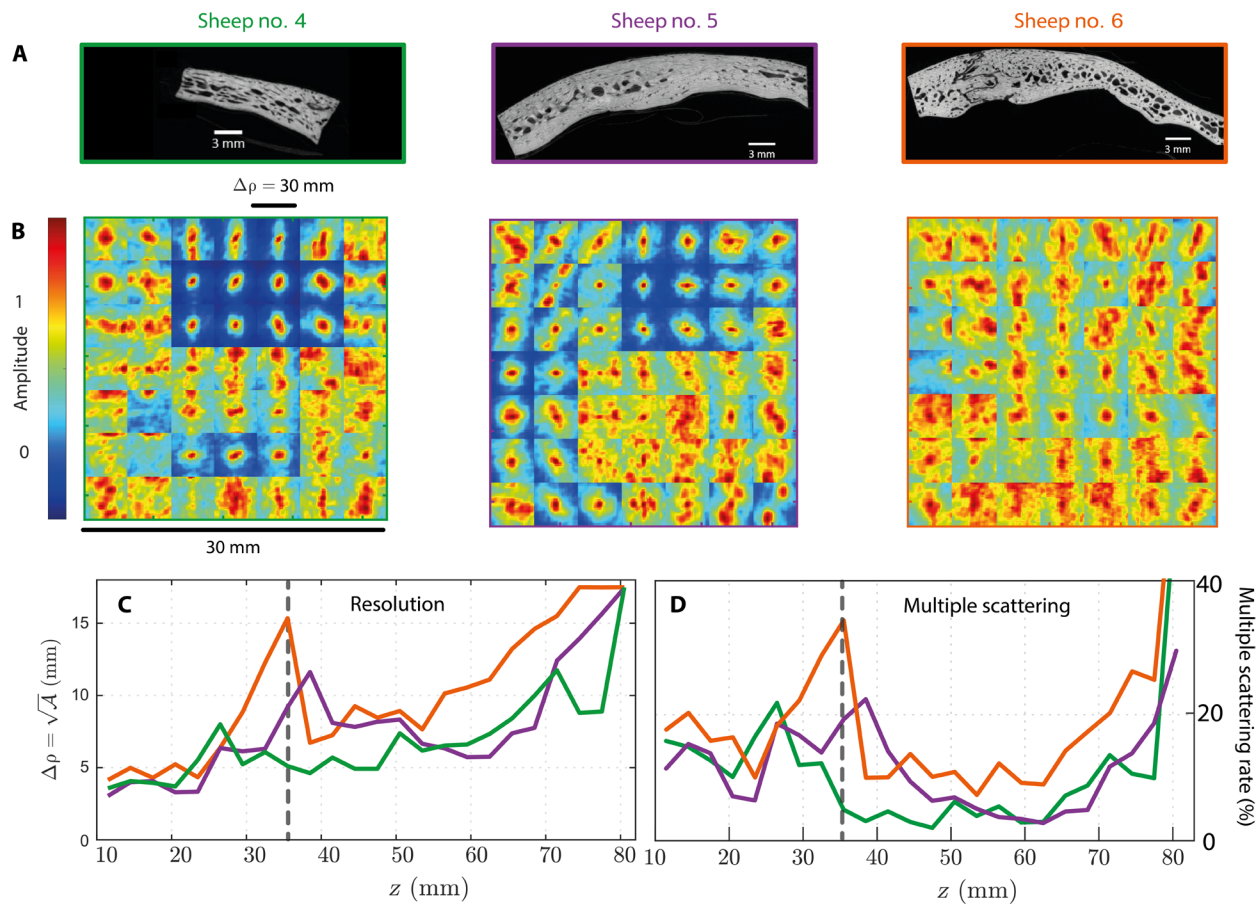 Sheep no. 4
Sheep no. 5
Sheep no. 6
A
3 mm
3 mm
3 mm
Δρ = 30 mm
B
Amplitude
1
0
30 mm
C
Resolution
Δρ = √𝒜 (mm)
15
10
5
0
10 20 30 40 50 60 70 80
z (mm)
D
Multiple scattering
Multiple scattering rate (%)
40
20
0
10 20 30 40 50 60 70 80
z (mm)